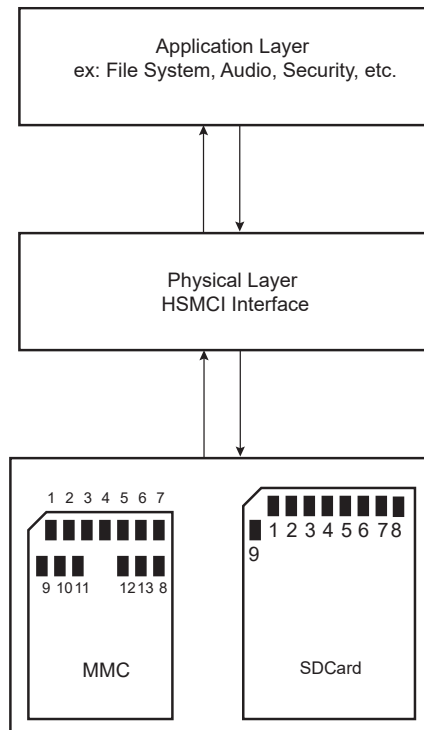 Application Layer
ex: File System, Audio, Security, etc.
Physical Layer
HSMCI Interface
1 2 3 4 5 6 7
9 10 11 12 13 8
MMC
1 2 3 4 5 6 7 8
9
SDCard